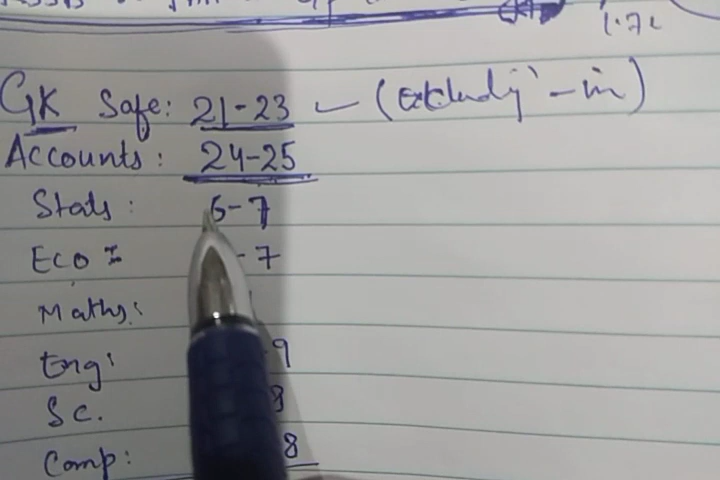 1.7L
GK Safe: 21-23 — (Excluding -in)
Accounts: 24-25
Stats: 6-7
Eco: -7
Maths:
Eng: -9
Sc. 8
Comp: 8